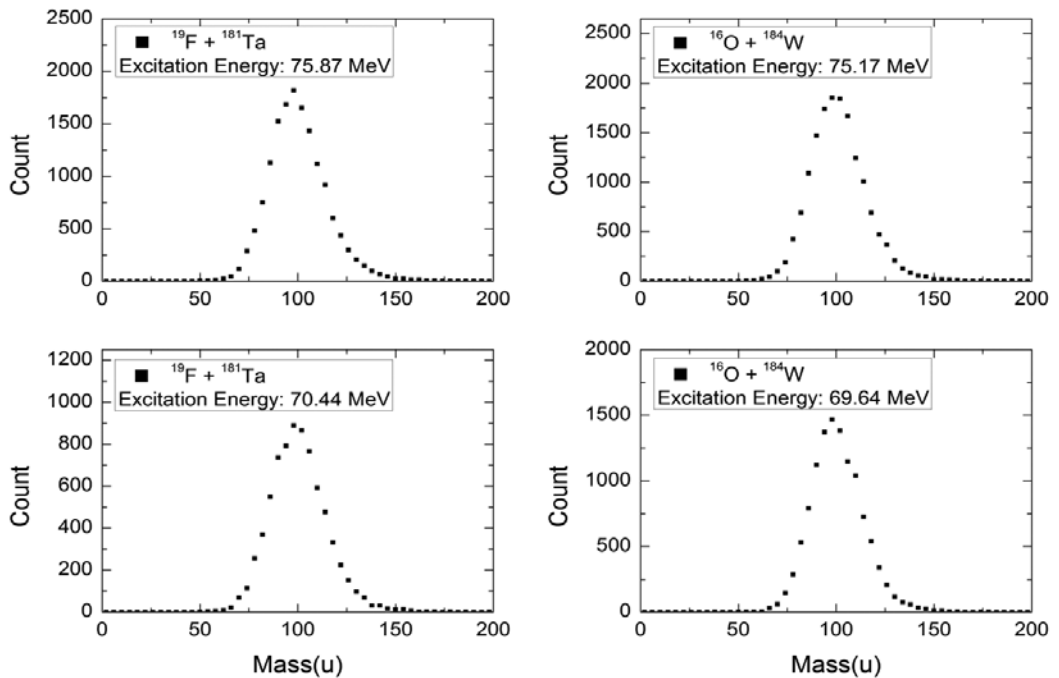 2500
2000
1500
1000
500
0
Count
■ ¹⁹F + ¹⁸¹Ta
Excitation Energy: 75.87 MeV
0 50 100 150 200
2500
2000
1500
1000
500
0
Count
■ ¹⁶O + ¹⁸⁴W
Excitation Energy: 75.17 MeV
0 50 100 150 200
1200
1000
800
600
400
200
0
Count
■ ¹⁹F + ¹⁸¹Ta
Excitation Energy: 70.44 MeV
0 50 100 150 200
Mass(u)
2000
1500
1000
500
0
Count
■ ¹⁶O + ¹⁸⁴W
Excitation Energy: 69.64 MeV
0 50 100 150 200
Mass(u)